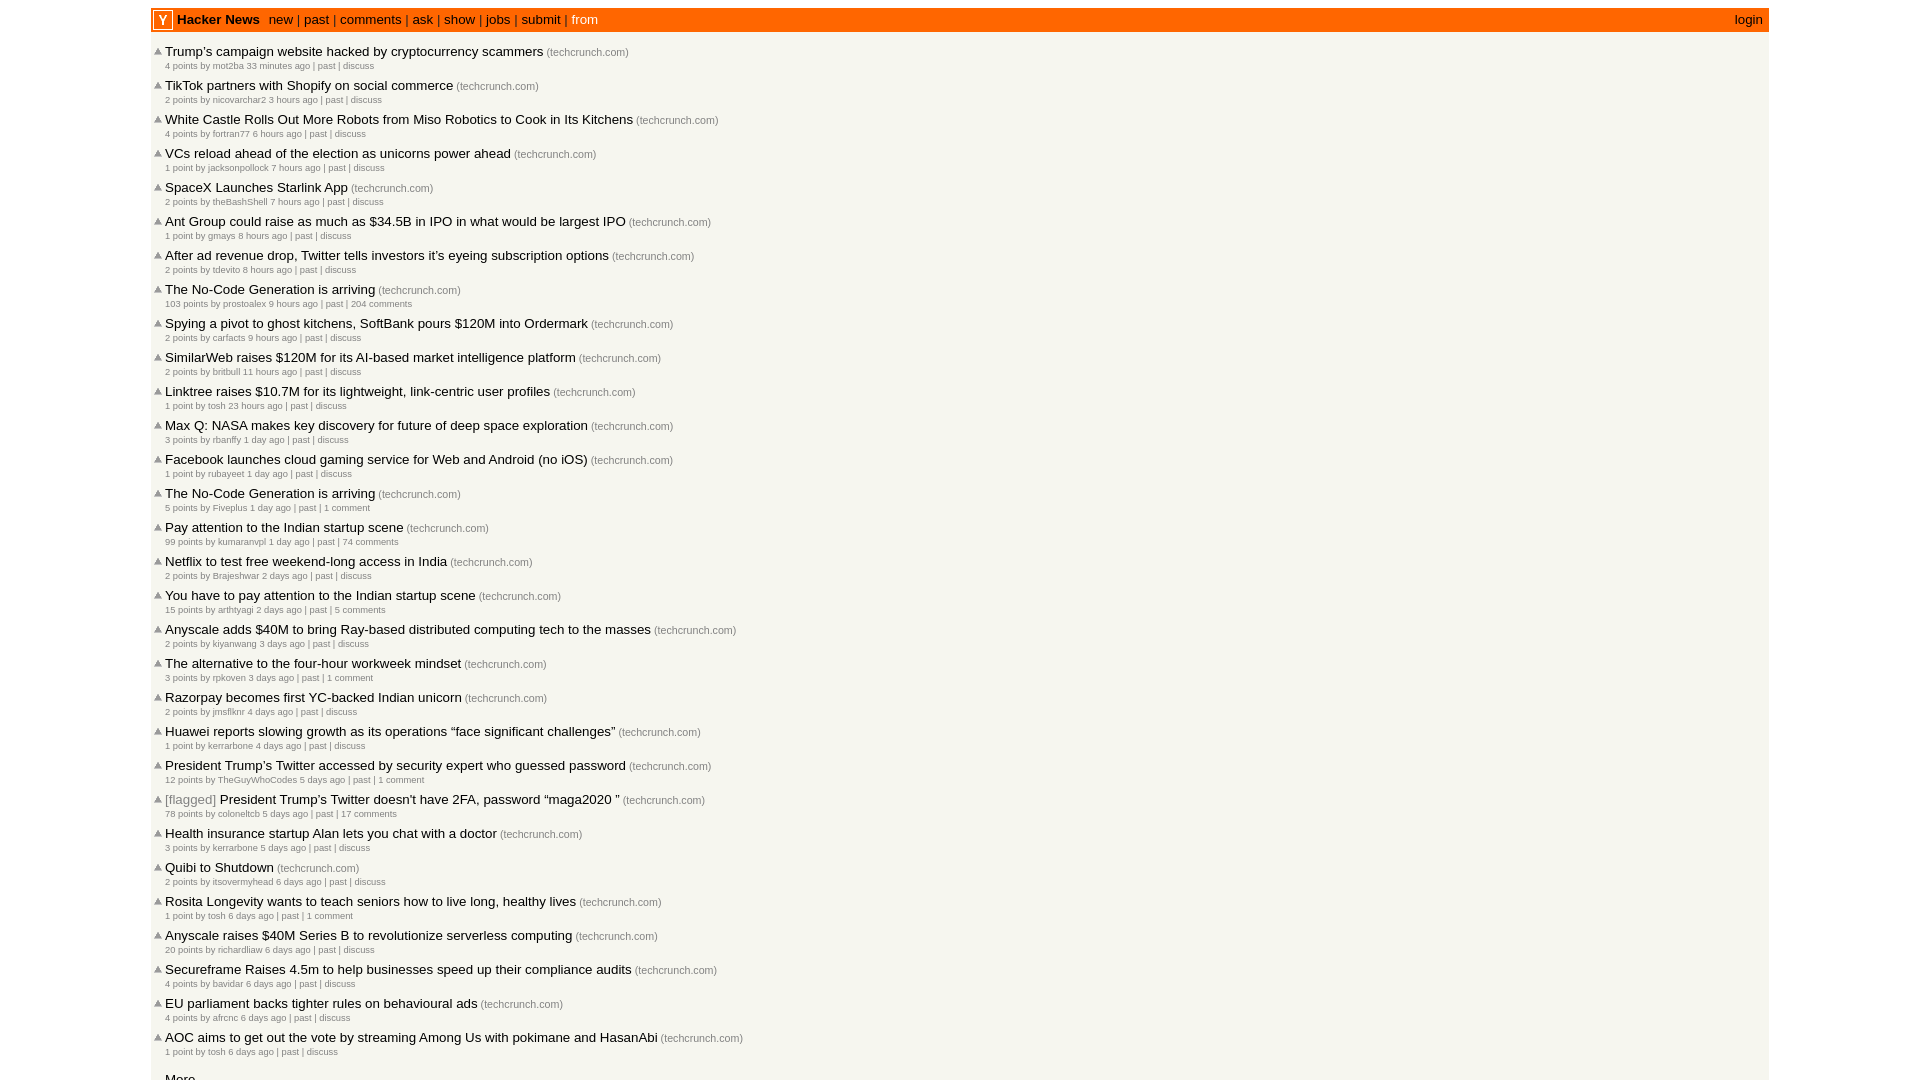 Y Hacker News new | past | comments | ask | show | jobs | submit | from login
Trump’s campaign website hacked by cryptocurrency scammers (techcrunch.com)
4 points by mot2ba 33 minutes ago | past | discuss
TikTok partners with Shopify on social commerce (techcrunch.com)
2 points by nicovarchar2 3 hours ago | past | discuss
White Castle Rolls Out More Robots from Miso Robotics to Cook in Its Kitchens (techcrunch.com)
4 points by fortran77 6 hours ago | past | discuss
VCs reload ahead of the election as unicorns power ahead (techcrunch.com)
1 point by jacksonpollock 7 hours ago | past | discuss
SpaceX Launches Starlink App (techcrunch.com)
2 points by theBashShell 7 hours ago | past | discuss
Ant Group could raise as much as $34.5B in IPO in what would be largest IPO (techcrunch.com)
1 point by gmays 8 hours ago | past | discuss
After ad revenue drop, Twitter tells investors it’s eyeing subscription options (techcrunch.com)
2 points by tdevito 8 hours ago | past | discuss
The No-Code Generation is arriving (techcrunch.com)
103 points by prostoalex 9 hours ago | past | 204 comments
Spying a pivot to ghost kitchens, SoftBank pours $120M into Ordermark (techcrunch.com)
2 points by carfacts 9 hours ago | past | discuss
SimilarWeb raises $120M for its AI-based market intelligence platform (techcrunch.com)
2 points by britbull 11 hours ago | past | discuss
Linktree raises $10.7M for its lightweight, link-centric user profiles (techcrunch.com)
1 point by tosh 23 hours ago | past | discuss
Max Q: NASA makes key discovery for future of deep space exploration (techcrunch.com)
3 points by rbanffy 1 day ago | past | discuss
Facebook launches cloud gaming service for Web and Android (no iOS) (techcrunch.com)
1 point by rubayeet 1 day ago | past | discuss
The No-Code Generation is arriving (techcrunch.com)
5 points by Fiveplus 1 day ago | past | 1 comment
Pay attention to the Indian startup scene (techcrunch.com)
99 points by kumaranvpl 1 day ago | past | 74 comments
Netflix to test free weekend-long access in India (techcrunch.com)
2 points by Brajeshwar 2 days ago | past | discuss
You have to pay attention to the Indian startup scene (techcrunch.com)
15 points by arthtyagi 2 days ago | past | 5 comments
Anyscale adds $40M to bring Ray-based distributed computing tech to the masses (techcrunch.com)
2 points by kiyanwang 3 days ago | past | discuss
The alternative to the four-hour workweek mindset (techcrunch.com)
3 points by rpkoven 3 days ago | past | 1 comment
Razorpay becomes first YC-backed Indian unicorn (techcrunch.com)
2 points by jmsflknr 4 days ago | past | discuss
Huawei reports slowing growth as its operations “face significant challenges” (techcrunch.com)
1 point by kerrarbone 4 days ago | past | discuss
President Trump’s Twitter accessed by security expert who guessed password (techcrunch.com)
12 points by TheGuyWhoCodes 5 days ago | past | 1 comment
[flagged] President Trump’s Twitter doesn't have 2FA, password “maga2020 ” (techcrunch.com)
78 points by coloneltcb 5 days ago | past | 17 comments
Health insurance startup Alan lets you chat with a doctor (techcrunch.com)
3 points by kerrarbone 5 days ago | past | discuss
Quibi to Shutdown (techcrunch.com)
2 points by itsovermyhead 6 days ago | past | discuss
Rosita Longevity wants to teach seniors how to live long, healthy lives (techcrunch.com)
1 point by tosh 6 days ago | past | 1 comment
Anyscale raises $40M Series B to revolutionize serverless computing (techcrunch.com)
20 points by richardliaw 6 days ago | past | discuss
Secureframe Raises 4.5m to help businesses speed up their compliance audits (techcrunch.com)
4 points by bavidar 6 days ago | past | discuss
EU parliament backs tighter rules on behavioural ads (techcrunch.com)
4 points by afrcnc 6 days ago | past | discuss
AOC aims to get out the vote by streaming Among Us with pokimane and HasanAbi (techcrunch.com)
1 point by tosh 6 days ago | past | discuss
More